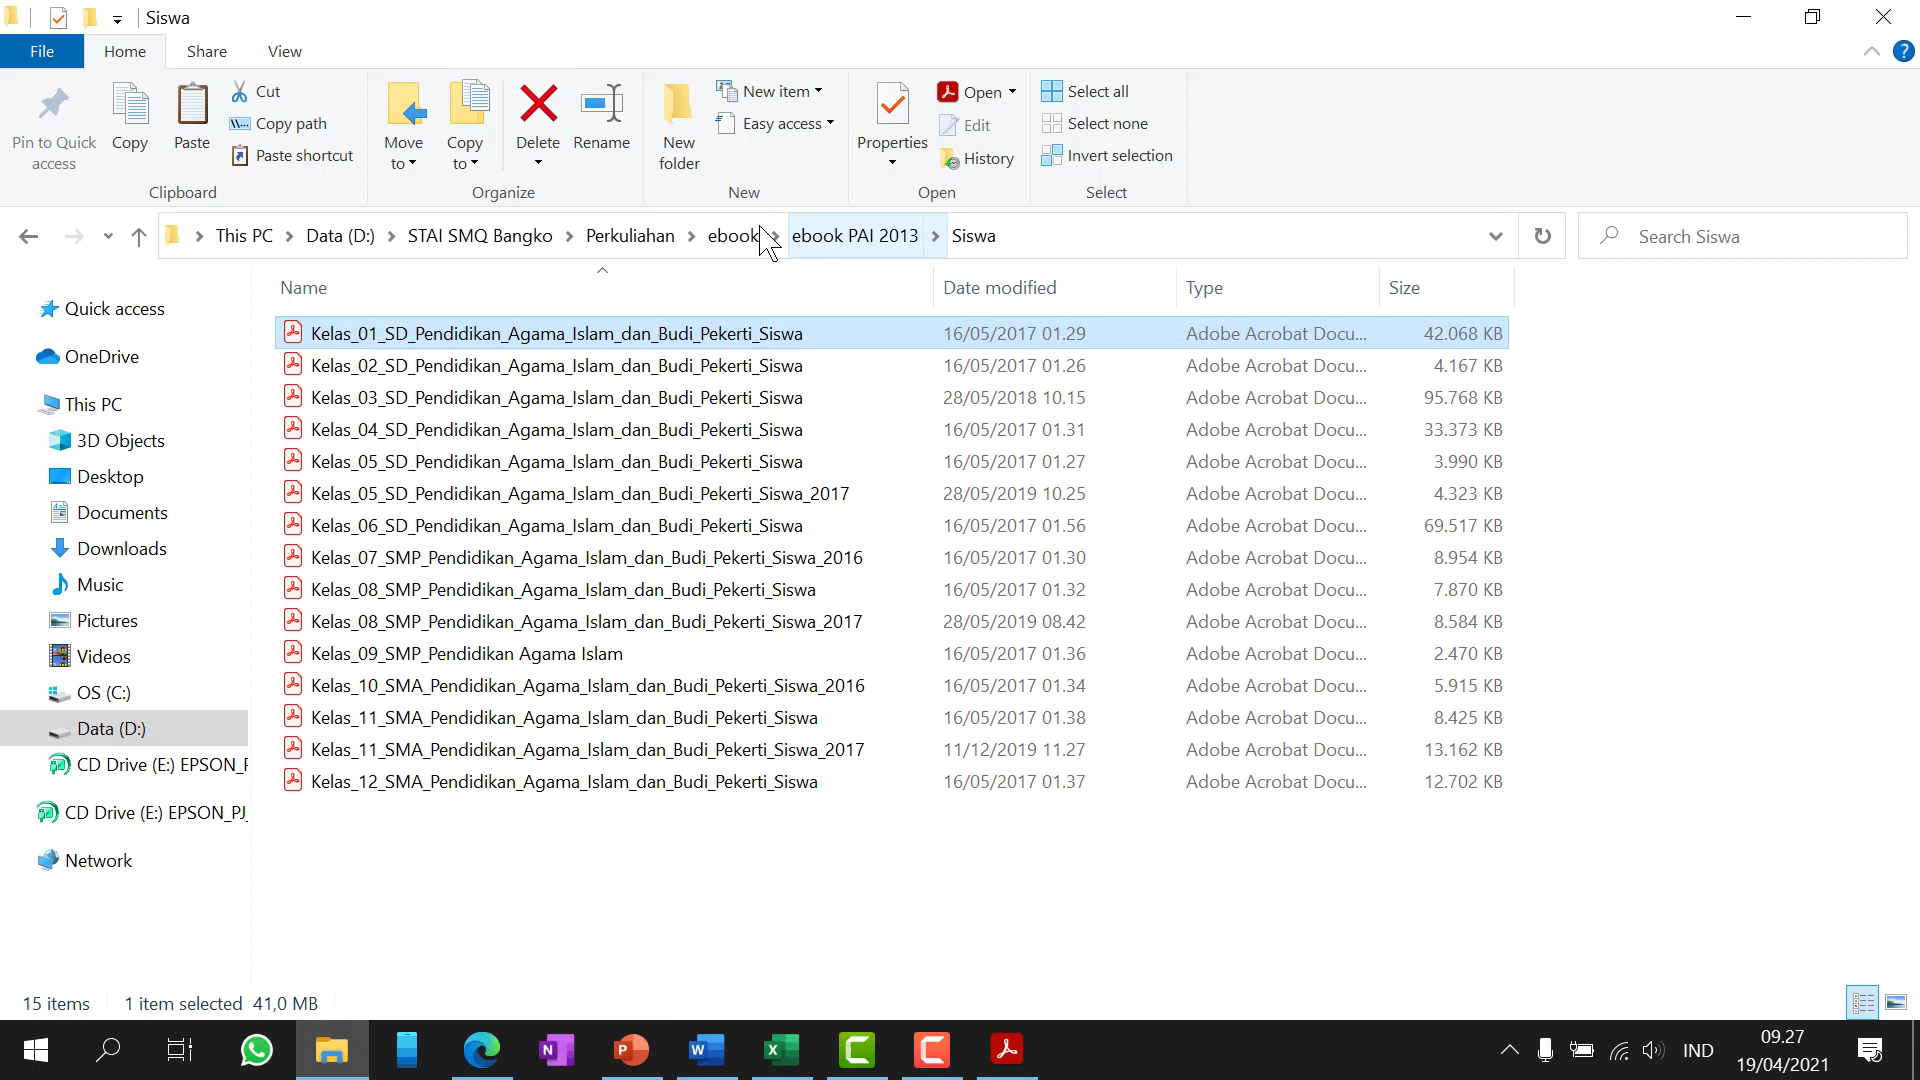 Siswa
File Home Share View
Pin to Quick access
Copy
Paste
Cut
Copy path
Paste shortcut
Clipboard
Move to
Copy to
Delete
Rename
Organize
New folder
New item
Easy access
New
Properties
Open
Edit
History
Open
Select all
Select none
Invert selection
Select
This PC Data (D:) STAI SMQ Bangko Perkuliahan ebook ebook PAI 2013 Siswa
Search Siswa
Quick access
OneDrive
This PC
3D Objects
Desktop
Documents
Downloads
Music
Pictures
Videos
OS (C:)
Data (D:)
CD Drive (E:) EPSON_P
CD Drive (E:) EPSON_PJ_
Network
Name Date modified Type Size
Kelas_01_SD_Pendidikan_Agama_Islam_dan_Budi_Pekerti_Siswa 16/05/2017 01.29 Adobe Acrobat Docu... 42.068 KB
Kelas_02_SD_Pendidikan_Agama_Islam_dan_Budi_Pekerti_Siswa 16/05/2017 01.26 Adobe Acrobat Docu... 4.167 KB
Kelas_03_SD_Pendidikan_Agama_Islam_dan_Budi_Pekerti_Siswa 28/05/2018 10.15 Adobe Acrobat Docu... 95.768 KB
Kelas_04_SD_Pendidikan_Agama_Islam_dan_Budi_Pekerti_Siswa 16/05/2017 01.31 Adobe Acrobat Docu... 33.373 KB
Kelas_05_SD_Pendidikan_Agama_Islam_dan_Budi_Pekerti_Siswa 16/05/2017 01.27 Adobe Acrobat Docu... 3.990 KB
Kelas_05_SD_Pendidikan_Agama_Islam_dan_Budi_Pekerti_Siswa_2017 28/05/2019 10.25 Adobe Acrobat Docu... 4.323 KB
Kelas_06_SD_Pendidikan_Agama_Islam_dan_Budi_Pekerti_Siswa 16/05/2017 01.56 Adobe Acrobat Docu... 69.517 KB
Kelas_07_SMP_Pendidikan_Agama_Islam_dan_Budi_Pekerti_Siswa_2016 16/05/2017 01.30 Adobe Acrobat Docu... 8.954 KB
Kelas_08_SMP_Pendidikan_Agama_Islam_dan_Budi_Pekerti_Siswa 16/05/2017 01.32 Adobe Acrobat Docu... 7.870 KB
Kelas_08_SMP_Pendidikan_Agama_Islam_dan_Budi_Pekerti_Siswa_2017 28/05/2019 08.42 Adobe Acrobat Docu... 8.584 KB
Kelas_09_SMP_Pendidikan Agama Islam 16/05/2017 01.36 Adobe Acrobat Docu... 2.470 KB
Kelas_10_SMA_Pendidikan_Agama_Islam_dan_Budi_Pekerti_Siswa_2016 16/05/2017 01.34 Adobe Acrobat Docu... 5.915 KB
Kelas_11_SMA_Pendidikan_Agama_Islam_dan_Budi_Pekerti_Siswa 16/05/2017 01.38 Adobe Acrobat Docu... 8.425 KB
Kelas_11_SMA_Pendidikan_Agama_Islam_dan_Budi_Pekerti_Siswa_2017 11/12/2019 11.27 Adobe Acrobat Docu... 13.162 KB
Kelas_12_SMA_Pendidikan_Agama_Islam_dan_Budi_Pekerti_Siswa 16/05/2017 01.37 Adobe Acrobat Docu... 12.702 KB
15 items 1 item selected 41,0 MB
IND
09.27
19/04/2021